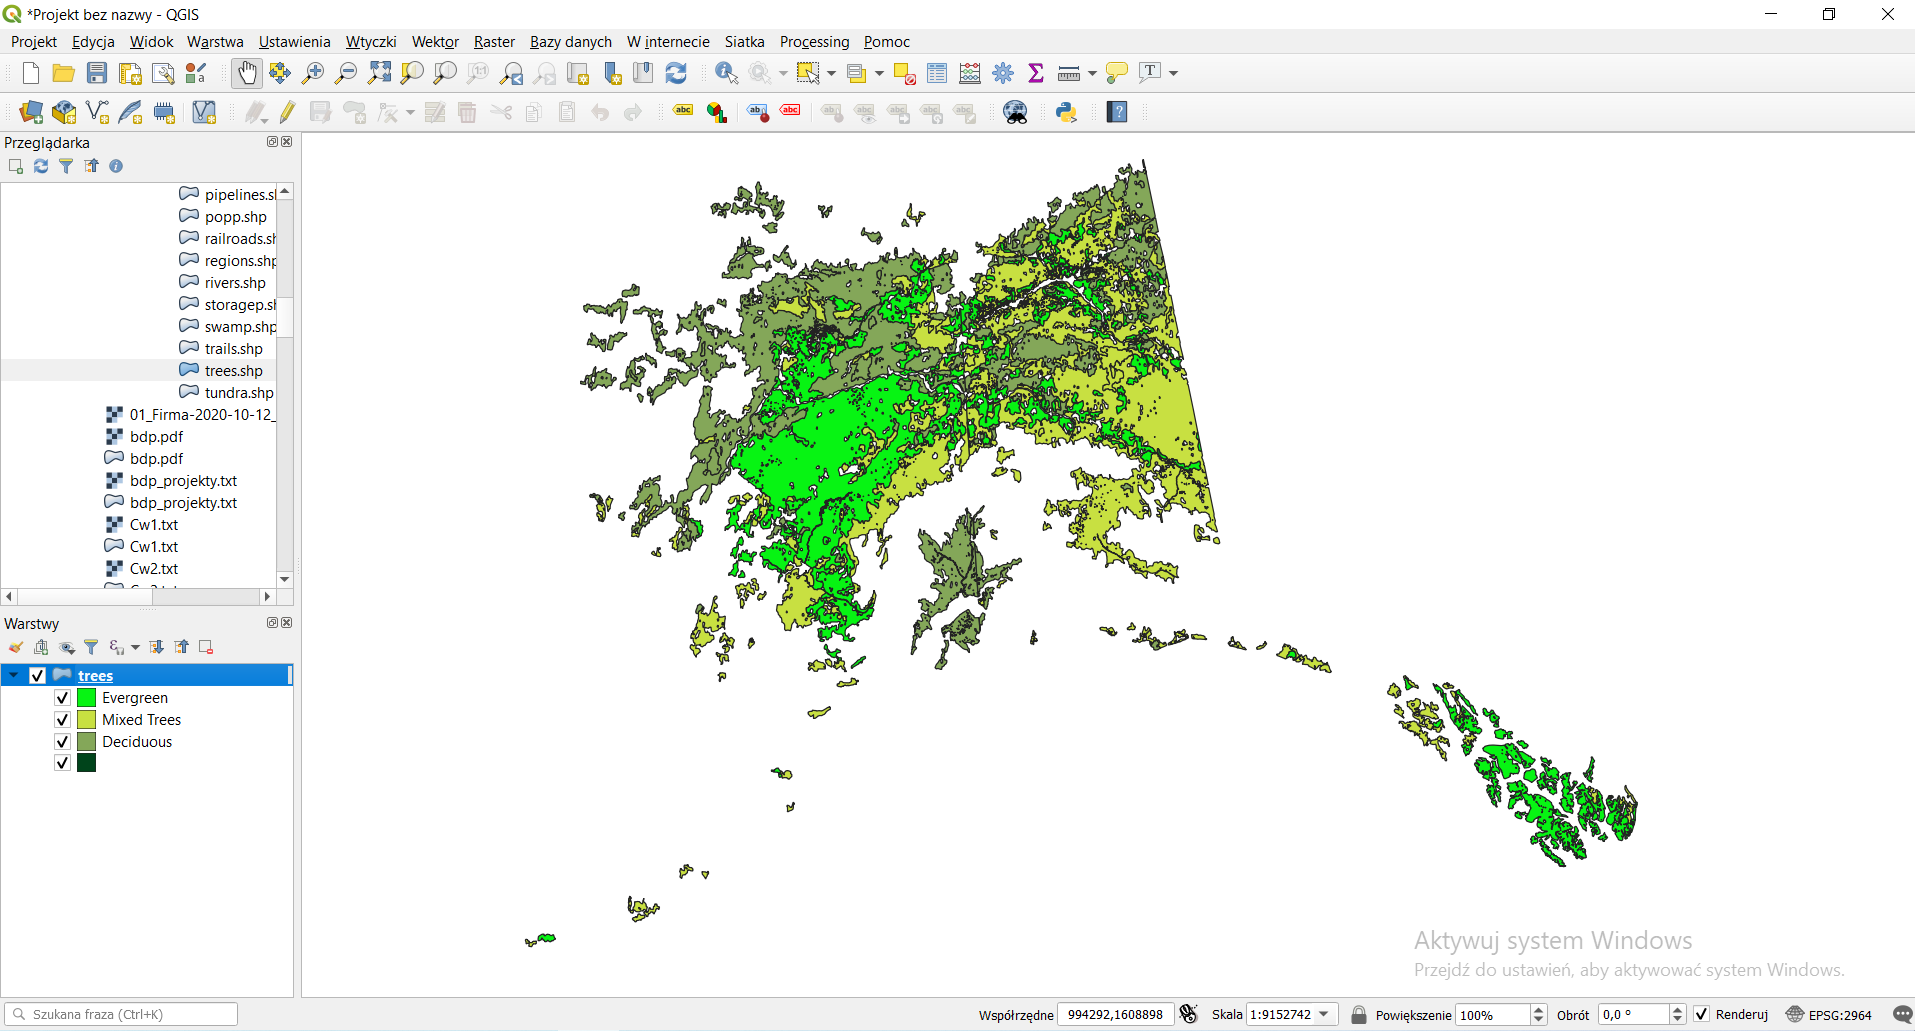 *Projekt bez nazwy - QGIS
Projekt Edycja Widok Warstwa Ustawienia Wtyczki Wektor Raster Bazy danych W internecie Siatka Processing Pomoc
Przeglądarka
pipelines.sh
popp.shp
railroads.sh
regions.shp
rivers.shp
storagep.sh
swamp.shp
trails.shp
trees.shp
tundra.shp
01_Firma-2020-10-12_
bdp.pdf
bdp.pdf
bdp_projekty.txt
bdp_projekty.txt
Cw1.txt
Cw1.txt
Cw2.txt
Warstwy
trees
Evergreen
Mixed Trees
Deciduous
Aktywuj system Windows
Przejdź do ustawień, aby aktywować system Windows.
Szukana fraza (Ctrl+K)
Współrzędne 994292,1608898 Skala 1:9152742 Powiększenie 100% Obrót 0,0 ° Renderuj EPSG:2964